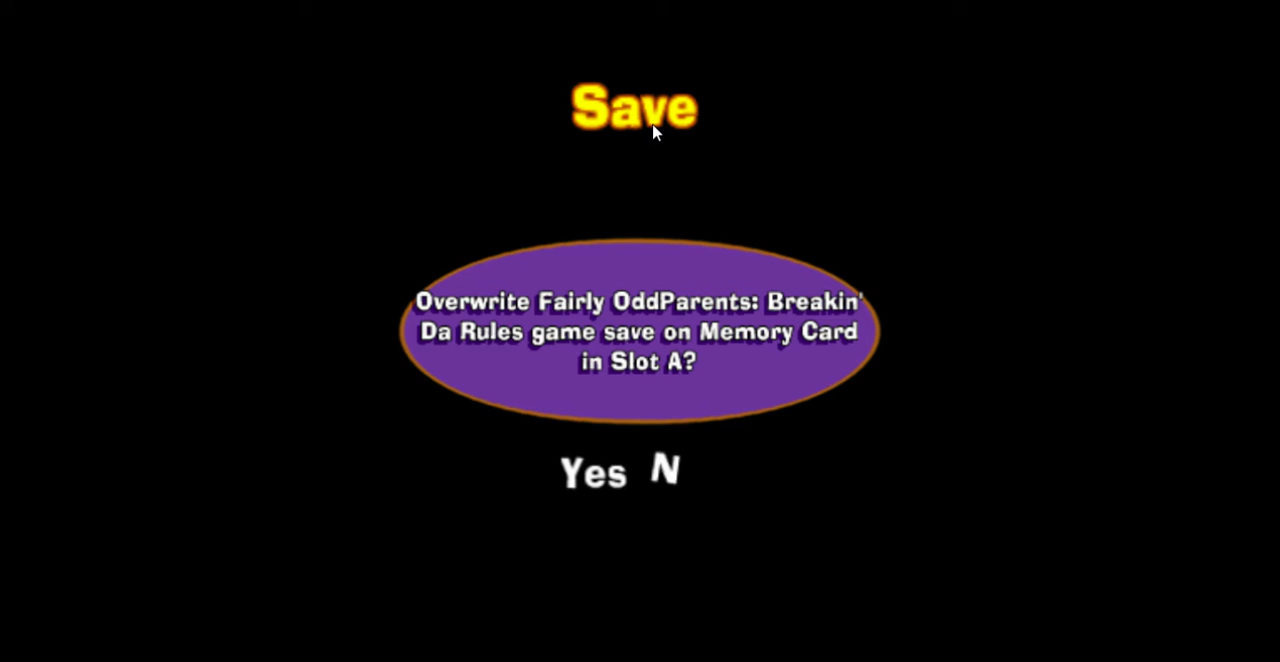 Save
Overwrite Fairly OddParents: Breakin'
Da Rules game save on Memory Card
in Slot A?
Yes N